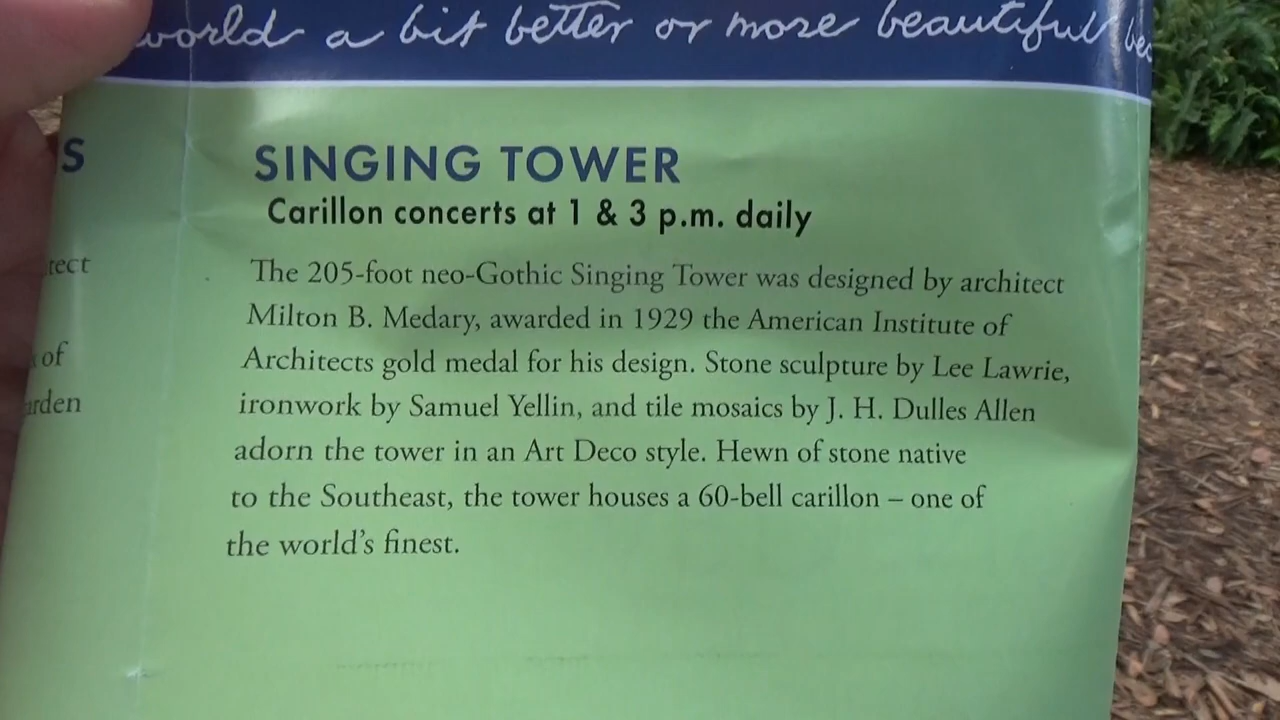 world a bit better or more beautiful
SINGING TOWER
Carillon concerts at 1 & 3 p.m. daily
The 205-foot neo-Gothic Singing Tower was designed by architect
Milton B. Medary, awarded in 1929 the American Institute of
Architects gold medal for his design. Stone sculpture by Lee Lawrie,
ironwork by Samuel Yellin, and tile mosaics by J. H. Dulles Allen
adorn the tower in an Art Deco style. Hewn of stone native
to the Southeast, the tower houses a 60-bell carillon – one of
the world's finest.
S
of